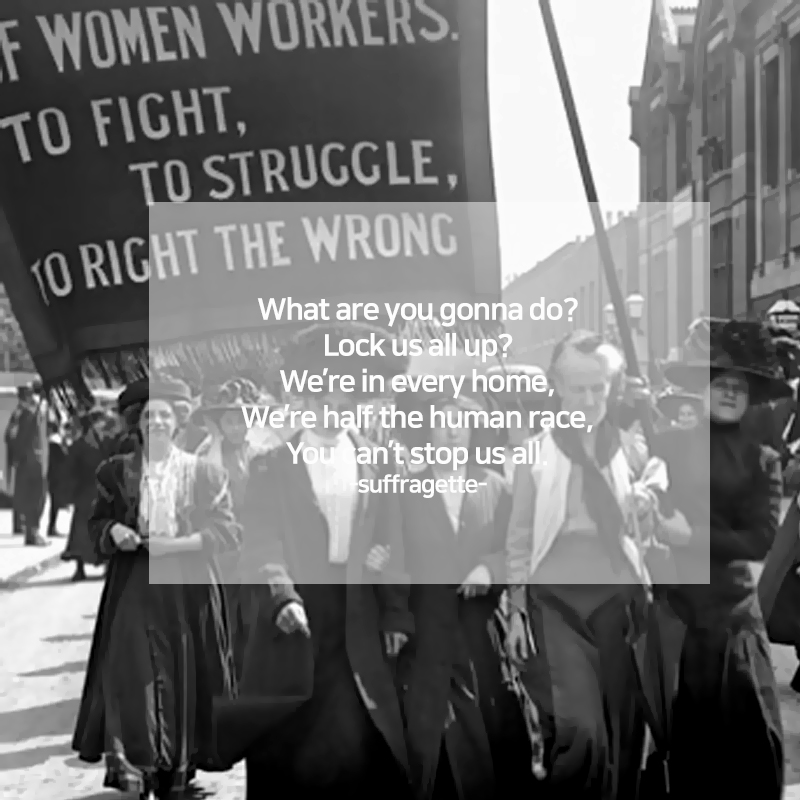 F WOMEN WORKERS.
TO FIGHT,
TO STRUGGLE,
TO RIGHT THE WRONG
What are you gonna do?
Lock us all up?
We're in every home,
We're half the human race,
You can't stop us all.
-suffragette-